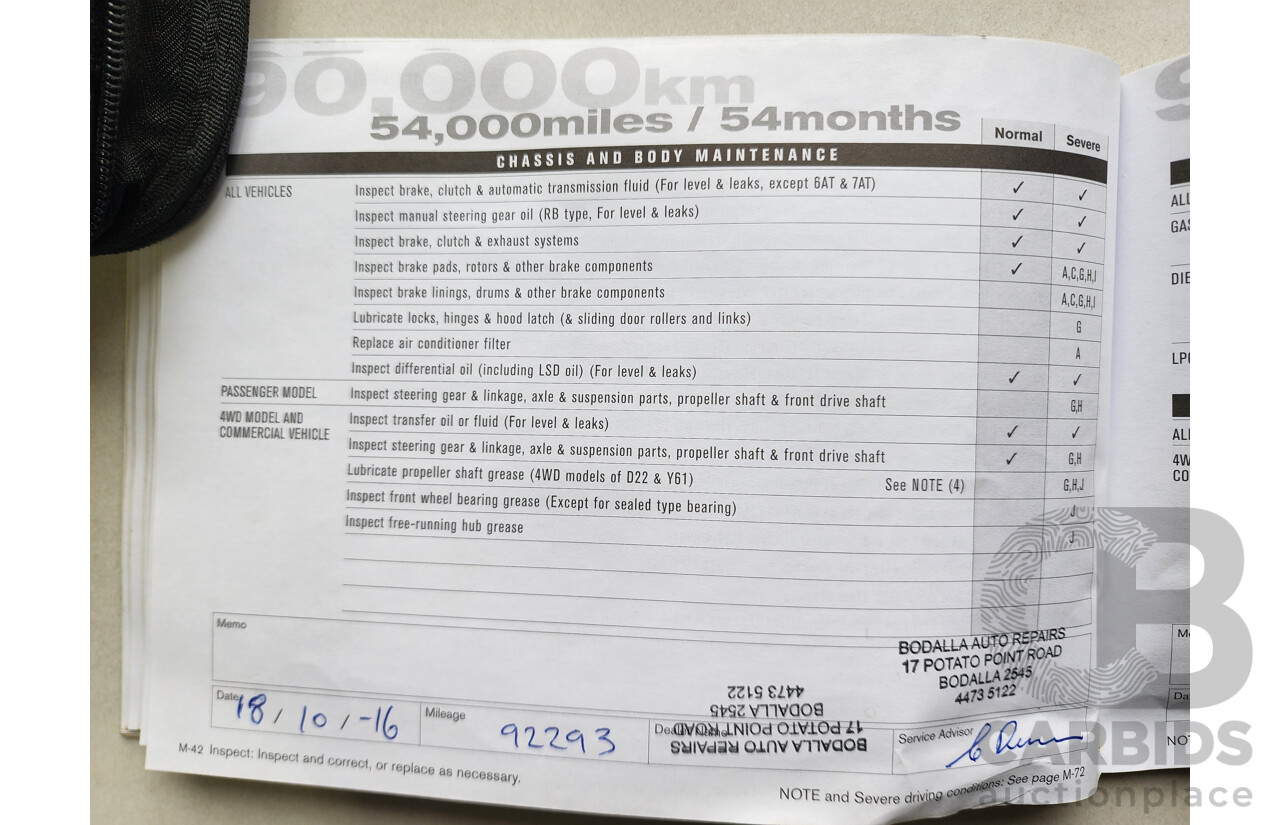 90,000km
54,000miles / 54months
Normal Severe
CHASSIS AND BODY MAINTENANCE
ALL VEHICLES Inspect brake, clutch & automatic transmission fluid (For level & leaks, except 6AT & 7AT) ✓ ✓
Inspect manual steering gear oil (RB type, For level & leaks) ✓ ✓
Inspect brake, clutch & exhaust systems ✓ ✓
Inspect brake pads, rotors & other brake components ✓ A,C,G,H,I
Inspect brake linings, drums & other brake components A,C,G,H,I
Lubricate locks, hinges & hood latch (& sliding door rollers and links) G
Replace air conditioner filter A
Inspect differential oil (including LSD oil) (For level & leaks) ✓ ✓
PASSENGER MODEL Inspect steering gear & linkage, axle & suspension parts, propeller shaft & front drive shaft G,H
4WD MODEL AND COMMERCIAL VEHICLE Inspect transfer oil or fluid (For level & leaks) ✓ ✓
Inspect steering gear & linkage, axle & suspension parts, propeller shaft & front drive shaft ✓ G,H
Lubricate propeller shaft grease (4WD models of D22 & Y61) See NOTE (4) G,H,J
Inspect front wheel bearing grease (Except for sealed type bearing) J
Inspect free-running hub grease J
Memo
BODALLA AUTO REPAIRS
17 POTATO POINT ROAD
BODALLA 2545
4473 5122
Date 18 / 10 / -16
Mileage 92293
BODALLA AUTO REPAIRS
17 POTATO POINT ROAD
BODALLA 2545
4473 5122
Service Advisor
M-42 Inspect: Inspect and correct, or replace as necessary.
NOTE and Severe driving conditions: See page M-72
ALL
GAS
DIE
LPG
ALL
4W
CO
Me
Da
NOT
CARBIDS
auctionplace